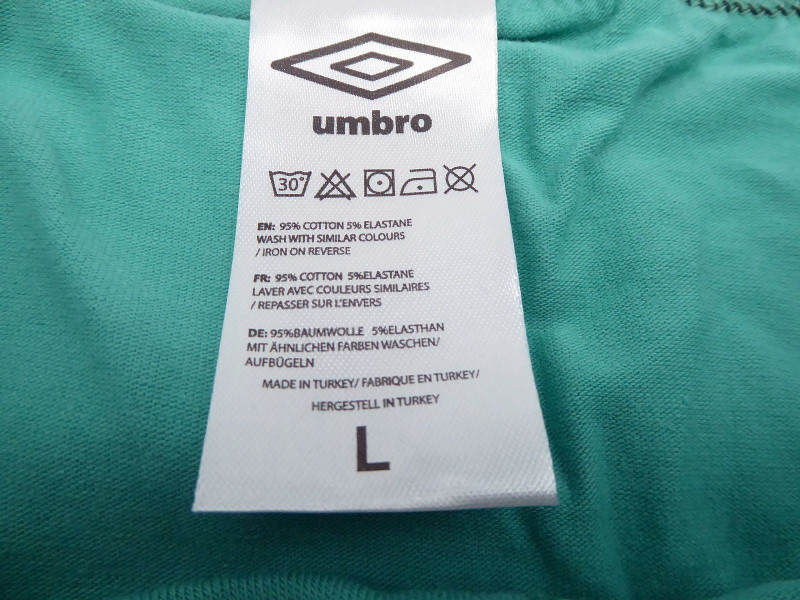 umbro
30°
EN: 95% COTTON 5% ELASTANE
WASH WITH SIMILAR COLOURS
/ IRON ON REVERSE
FR: 95% COTTON 5%ELASTANE
LAVER AVEC COULEURS SIMILAIRES
/ REPASSER SUR L'ENVERS
DE: 95%BAUMWOLLE 5%ELASTHAN
MIT ÄHNLICHEN FARBEN WASCHEN/
AUFBÜGELN
MADE IN TURKEY/ FABRIQUE EN TURKEY/
HERGESTELL IN TURKEY
L